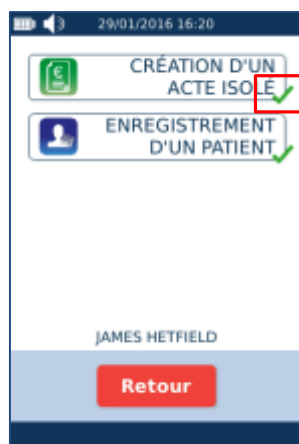 29/01/2016 16:20
CRÉATION D'UN
ACTE ISOLÉ
ENREGISTREMENT
D'UN PATIENT
JAMES HETFIELD
Retour